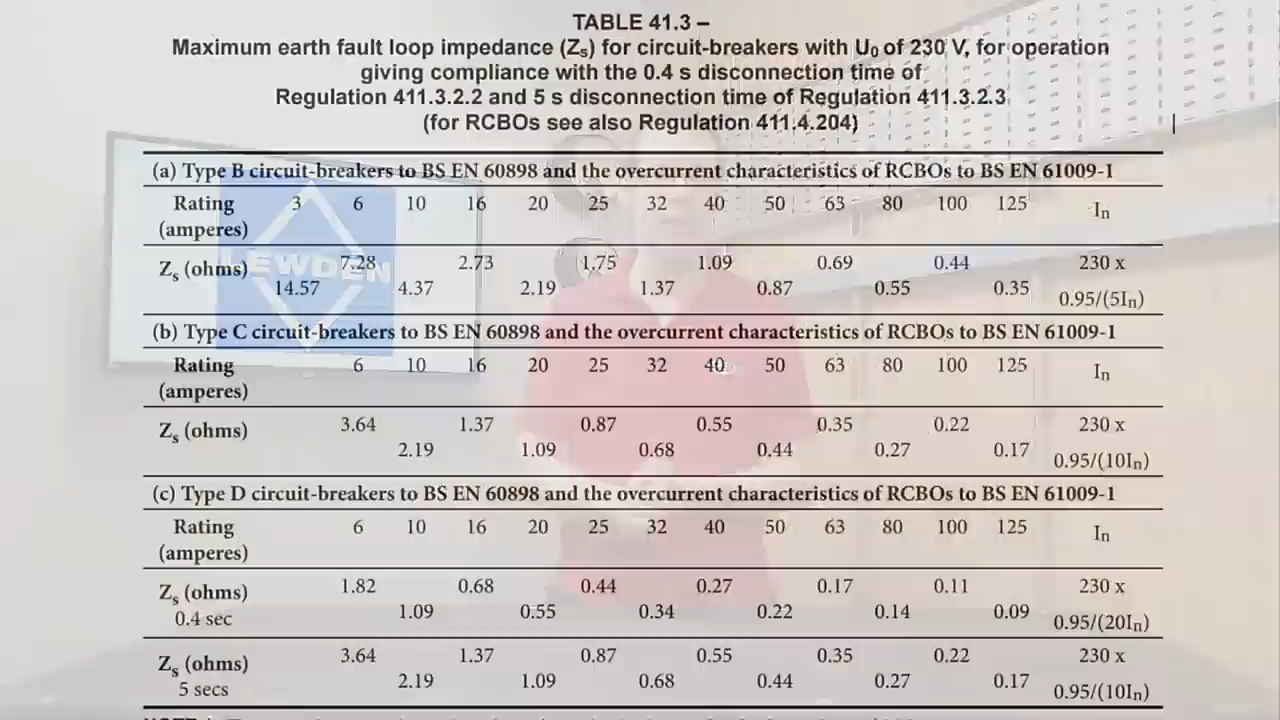 TABLE 41.3 –
Maximum earth fault loop impedance (Zs) for circuit-breakers with U0 of 230 V, for operation
giving compliance with the 0.4 s disconnection time of
Regulation 411.3.2.2 and 5 s disconnection time of Regulation 411.3.2.3
(for RCBOs see also Regulation 411.4.204)
(a) Type B circuit-breakers to BS EN 60898 and the overcurrent characteristics of RCBOs to BS EN 61009-1
Rating 3 6 10 16 20 25 32 40 50 63 80 100 125 In
(amperes)
Zs (ohms) 7.28 2.73 1.75 1.09 0.69 0.44 230 x
14.57 4.37 2.19 1.37 0.87 0.55 0.35 0.95/(5In)
LEWDEN
(b) Type C circuit-breakers to BS EN 60898 and the overcurrent characteristics of RCBOs to BS EN 61009-1
Rating 6 10 16 20 25 32 40 50 63 80 100 125 In
(amperes)
Zs (ohms) 3.64 1.37 0.87 0.55 0.35 0.22 230 x
2.19 1.09 0.68 0.44 0.27 0.17 0.95/(10In)
(c) Type D circuit-breakers to BS EN 60898 and the overcurrent characteristics of RCBOs to BS EN 61009-1
Rating 6 10 16 20 25 32 40 50 63 80 100 125 In
(amperes)
Zs (ohms) 1.82 0.68 0.44 0.27 0.17 0.11 230 x
0.4 sec 1.09 0.55 0.34 0.22 0.14 0.09 0.95/(20In)
Zs (ohms) 3.64 1.37 0.87 0.55 0.35 0.22 230 x
5 secs 2.19 1.09 0.68 0.44 0.27 0.17 0.95/(10In)